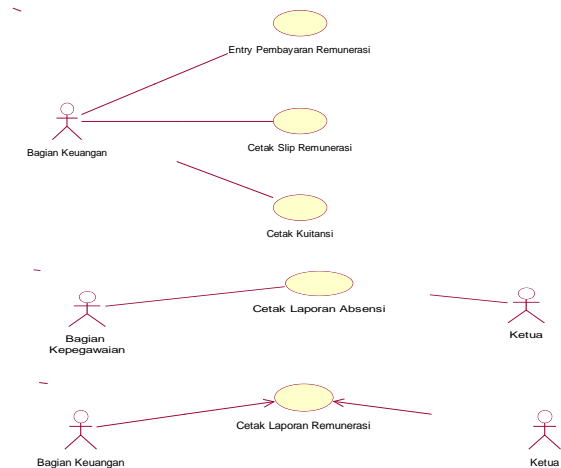 Entry Pembayaran Remunerasi
Bagian Keuangan
Cetak Slip Remunerasi
Cetak Kuitansi
Cetak Laporan Absensi
Bagian
Kepegawaian
Ketua
Cetak Laporan Remunerasi
Bagian Keuangan
Ketua